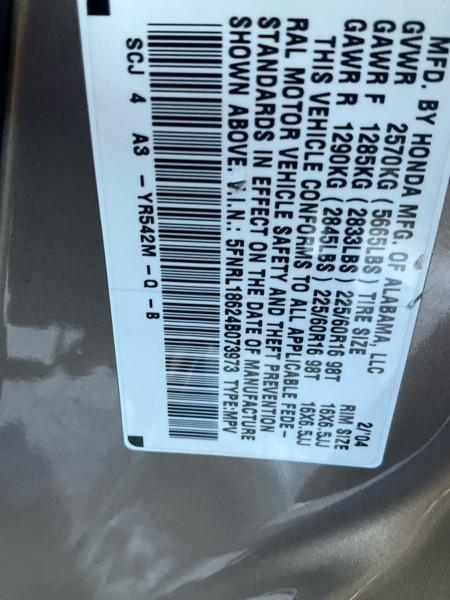 MFD. BY HONDA MFG. OF ALABAMA, LLC 2/04
GVWR 2570KG (5665LBS) TIRE SIZE RIM SIZE
GAWR F 1285KG (2833LBS) 225/60R16 98T 16X6.5JJ
GAWR R 1290KG (2845LBS) 225/60R16 98T 16X6.5JJ
THIS VEHICLE CONFORMS TO ALL APPLICABLE FEDE-
RAL MOTOR VEHICLE SAFETY AND THEFT PREVENTION
STANDARDS IN EFFECT ON THE DATE OF MANUFACTURE
SHOWN ABOVE. V.I.N.: 5FNRL18624B073973 TYPE:MPV
SCJ 4 A3 - YR542M - Q - B